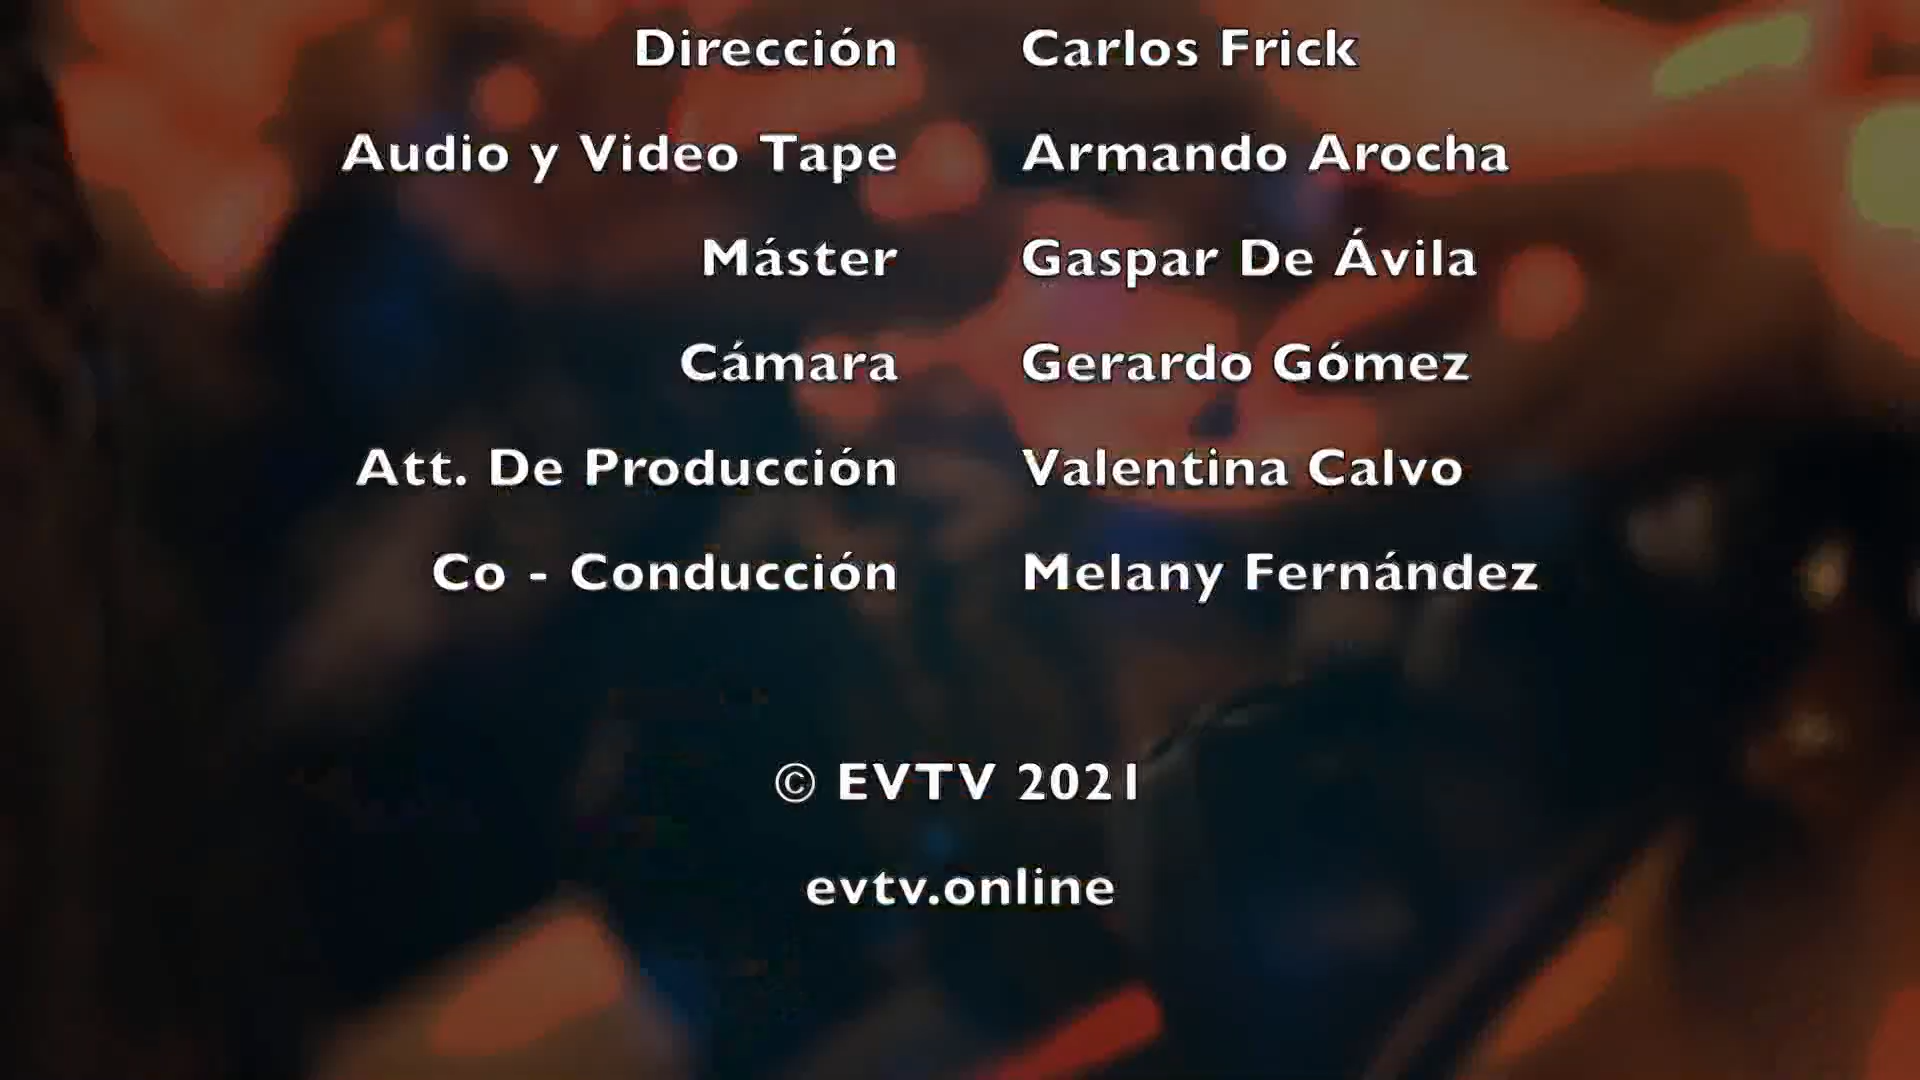 Dirección Carlos Frick
Audio y Video Tape Armando Arocha
Máster Gaspar De Ávila
Cámara Gerardo Gómez
Att. De Producción Valentina Calvo
Co - Conducción Melany Fernández
© EVTV 2021
evtv.online